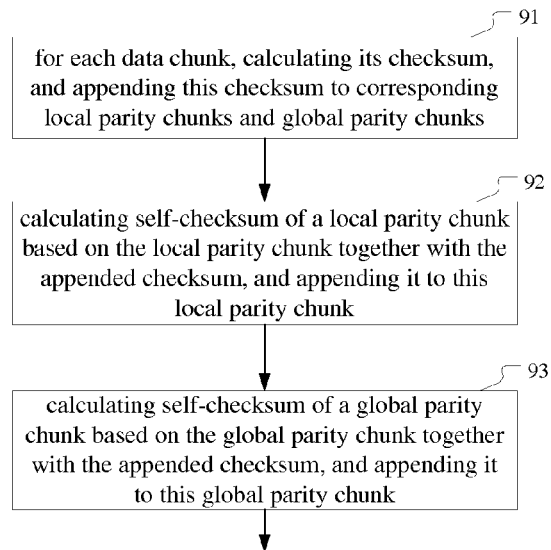 91
for each data chunk, calculating its checksum,
and appending this checksum to corresponding
local parity chunks and global parity chunks
92
calculating self-checksum of a local parity chunk
based on the local parity chunk together with the
appended checksum, and appending it to this
local parity chunk
93
calculating self-checksum of a global parity
chunk based on the global parity chunk together
with the appended checksum, and appending it
to this global parity chunk